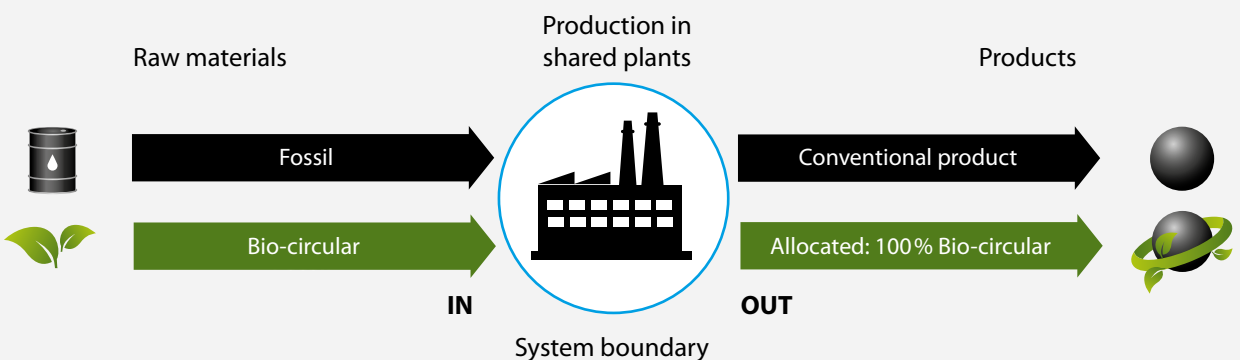 Raw materials
Production in
shared plants
Products
Fossil
Conventional product
Bio-circular
Allocated: 100% Bio-circular
IN
OUT
System boundary